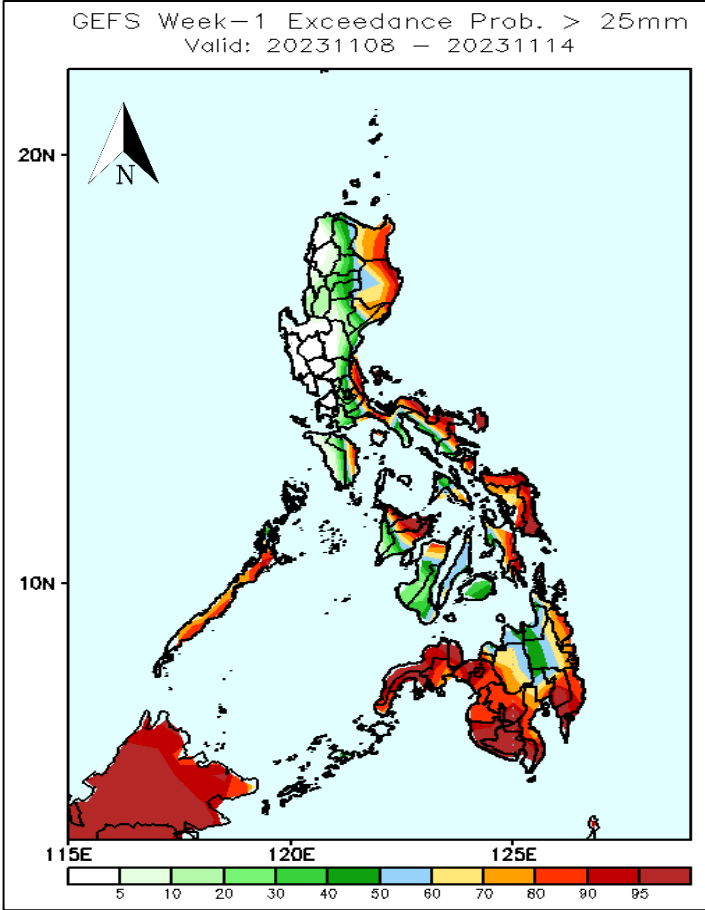 GEFS Week-1 Exceedance Prob. > 25mm
Valid: 20231108 - 20231114
N
20N
10N
115E 120E 125E
5 10 20 30 40 50 60 70 80 90 95